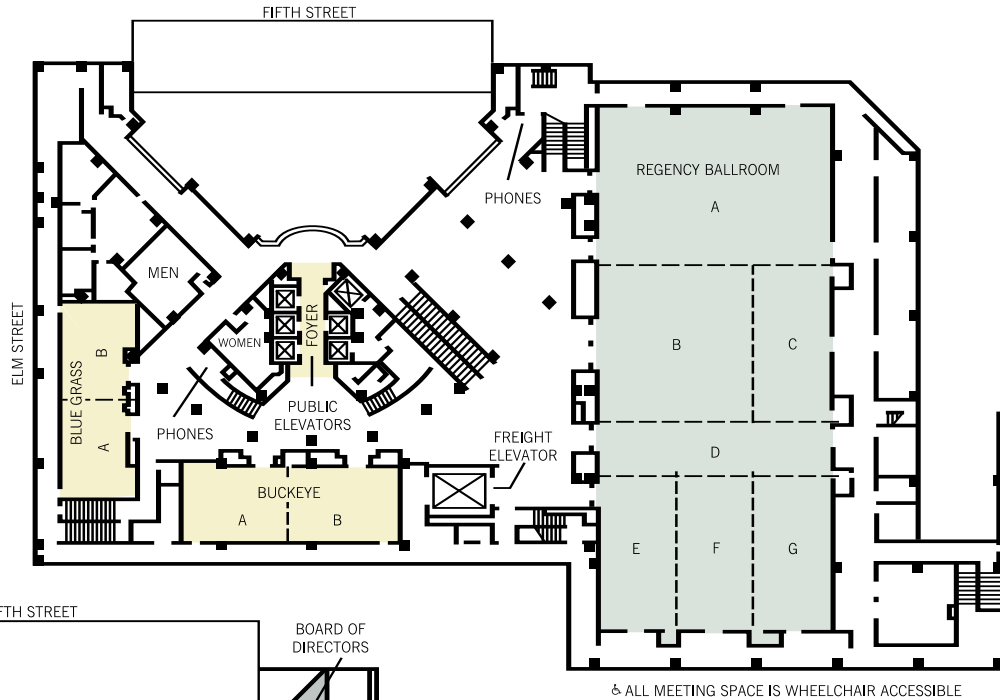 FIFTH STREET
REGENCY BALLROOM
A
PHONES
MEN
ELM STREET
FOYER
WOMEN
B
C
BLUE GRASS
B
A
PUBLIC
ELEVATORS
PHONES
FREIGHT
ELEVATOR
D
BUCKEYE
A
B
E
F
G
FTH STREET
BOARD OF
DIRECTORS
♿ ALL MEETING SPACE IS WHEELCHAIR ACCESSIBLE